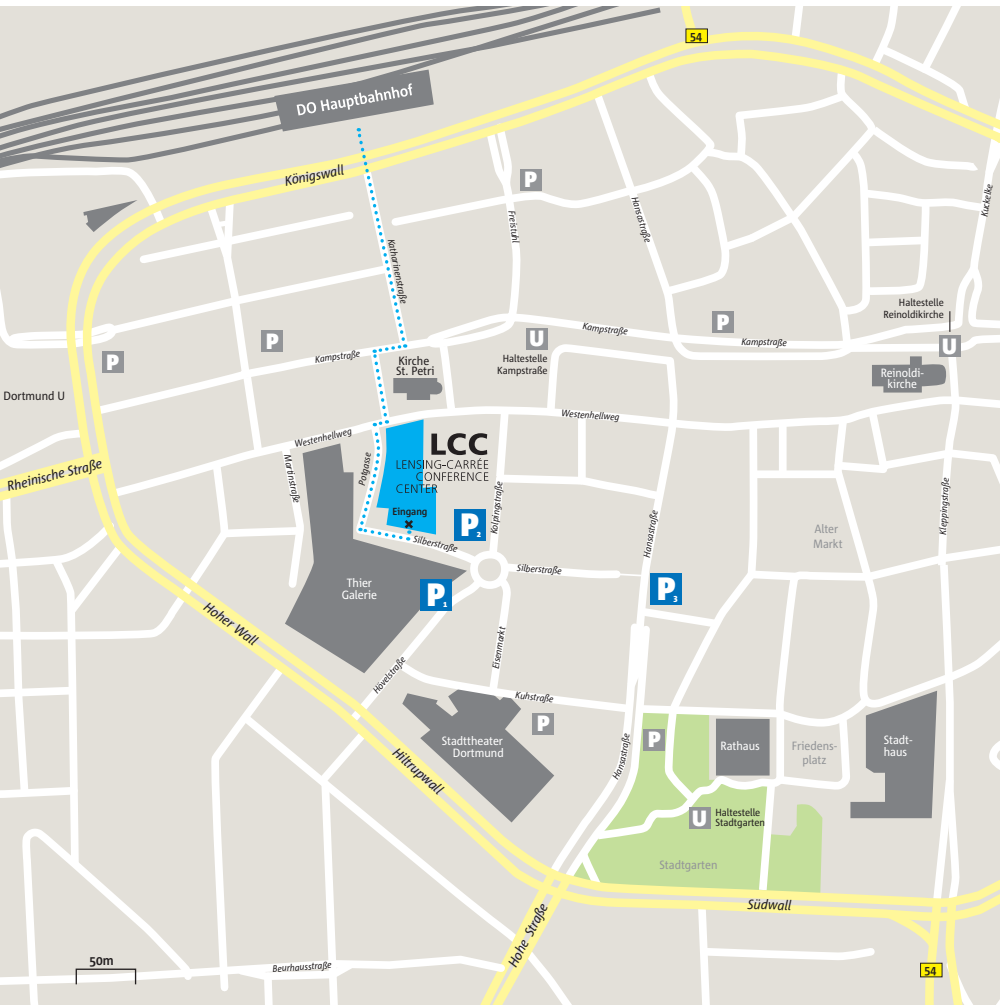 54
DO Hauptbahnhof
Königswall
P
Freistuhl
Hansastraße
Kuckelke
Katharinenstraße
Haltestelle
Reinoldikirche
P
P
P
Kampstraße
U
Haltestelle
Kampstraße
Kampstraße
Kampstraße
U
Kirche
St. Petri
Reinoldi-
kirche
Dortmund U
Westenhellweg
Westenhellweg
LCC
LENSING-CARRÉE
CONFERENCE
CENTER
Rheinische Straße
Martinstraße
Potgasse
Eingang
Kolpingstraße
P2
Hansastraße
Kleppingstraße
Alter
Markt
Silberstraße
Silberstraße
Thier
Galerie
P1
P3
Hoher Wall
Eisenmarkt
Hövelstraße
Kuhstraße
P
Stadttheater
Dortmund
Hansastraße
P
Rathaus
Friedens-
platz
Stadt-
haus
Hiltrupwall
U
Haltestelle
Stadtgarten
Stadtgarten
Südwall
Hohe Straße
50m
Beurhausstraße
54